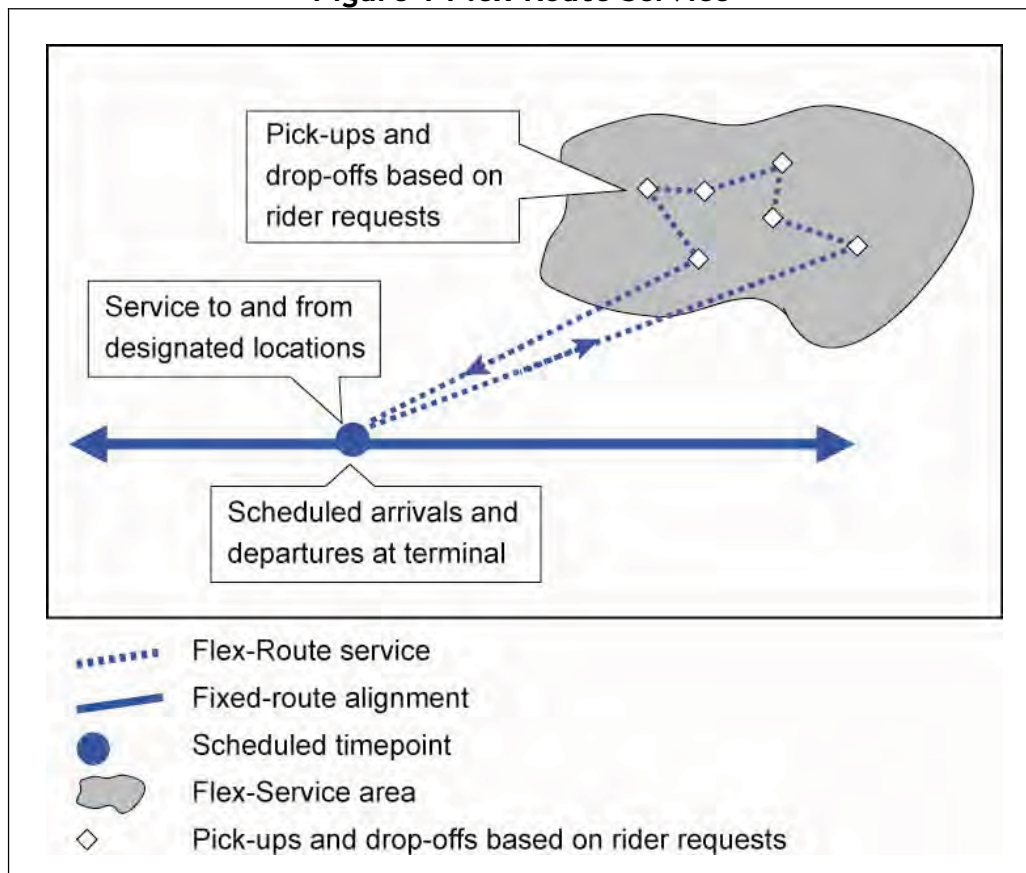 Pick-ups and
drop-offs based on
rider requests
Service to and from
designated locations
Scheduled arrivals and
departures at terminal
Flex-Route service
Fixed-route alignment
Scheduled timepoint
Flex-Service area
Pick-ups and drop-offs based on rider requests